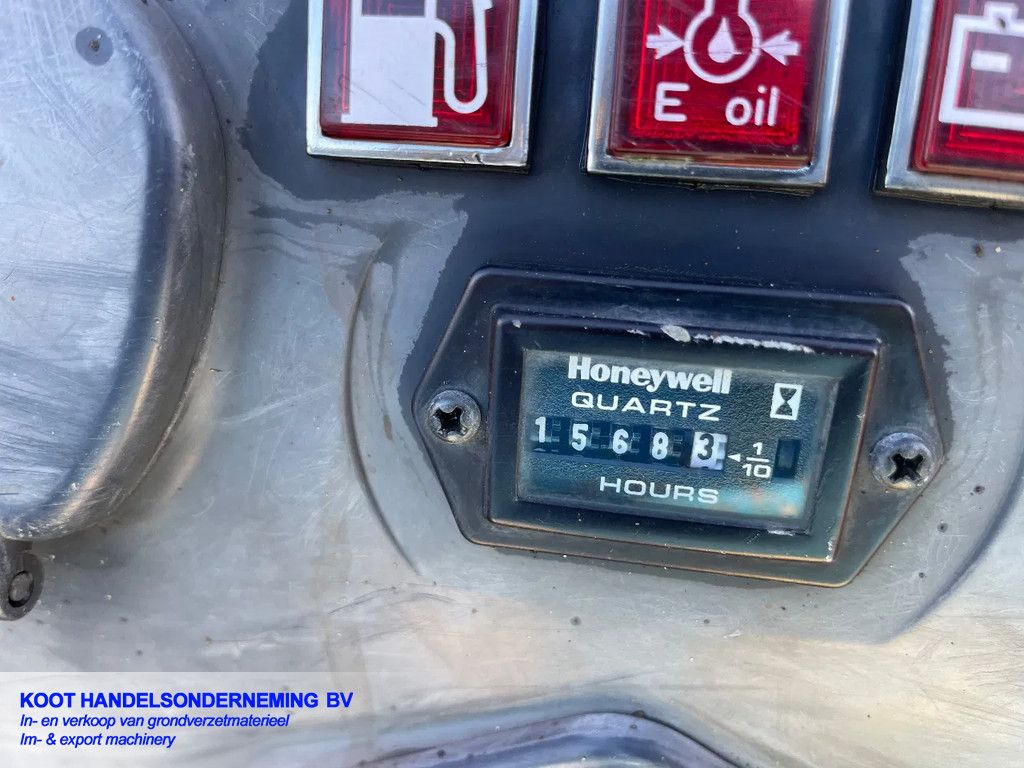 E oil
Honeywell
QUARTZ
1 5 6 8 3 1/10
HOURS
KOOT HANDELSONDERNEMING BV
In- en verkoop van grondverzetmaterieel
Im- & export machinery